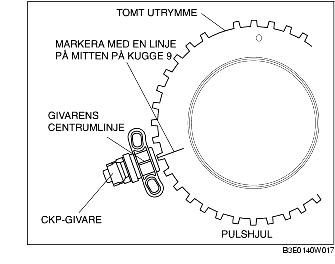 TOMT UTRYMME
MARKERA MED EN LINJE
PÅ MITTEN PÅ KUGGE 9
GIVARENS
CENTRUMLINJE
CKP-GIVARE
PULSHJUL
B3E0140W017